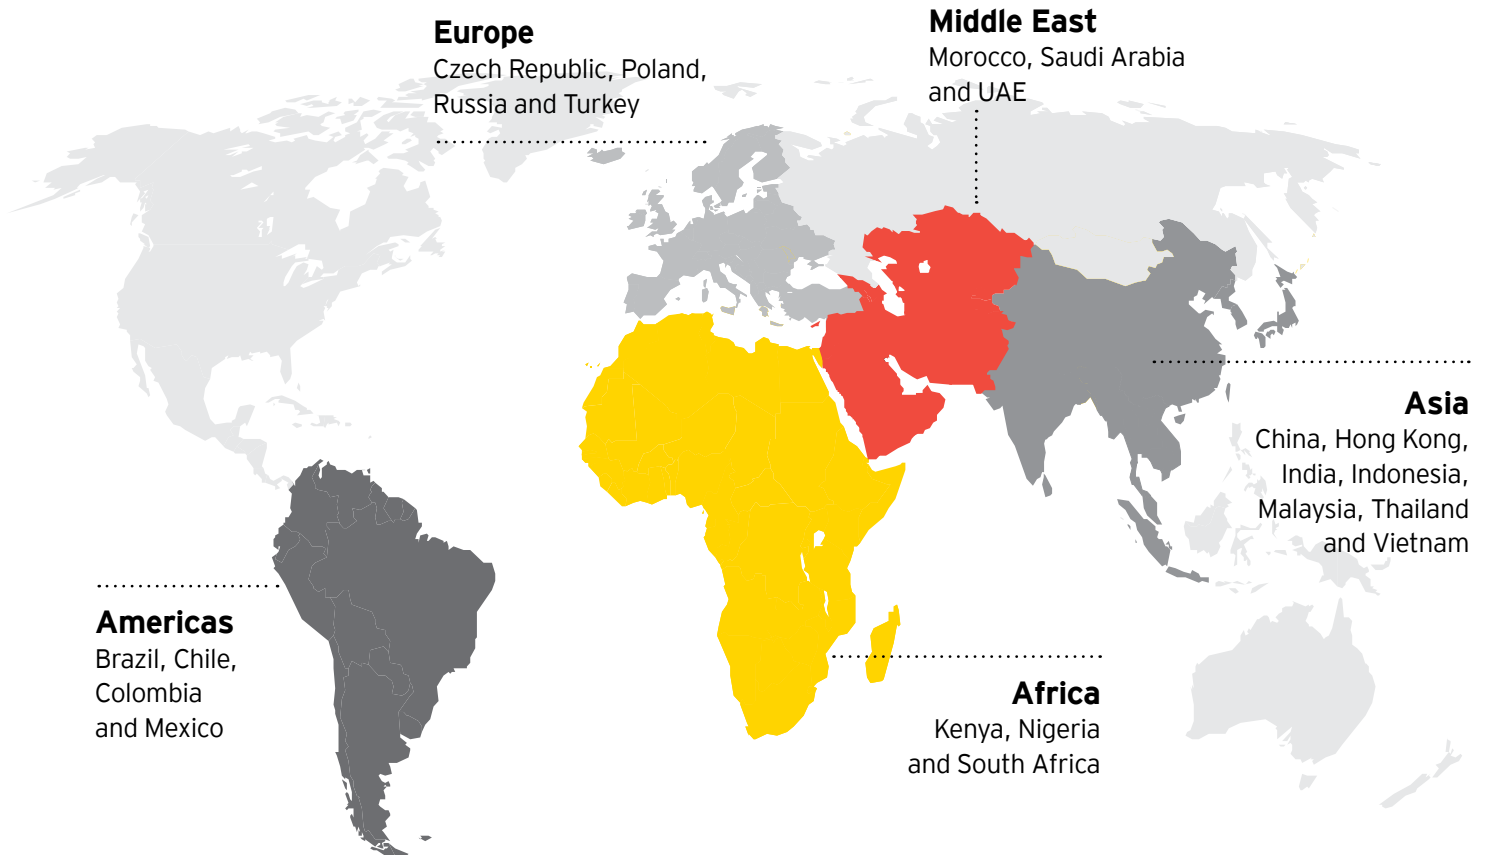 Europe
Czech Republic, Poland,
Russia and Turkey
Middle East
Morocco, Saudi Arabia
and UAE
Asia
China, Hong Kong,
India, Indonesia,
Malaysia, Thailand
and Vietnam
Americas
Brazil, Chile,
Colombia
and Mexico
Africa
Kenya, Nigeria
and South Africa